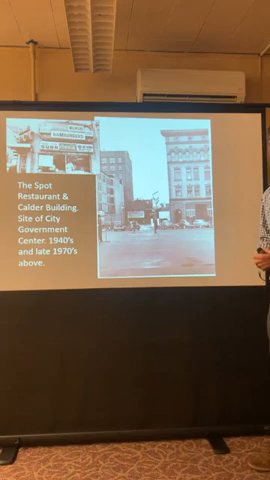 The Spot
Restaurant &
Calder Building.
Site of City
Government
Center. 1940's
and late 1970's
above.